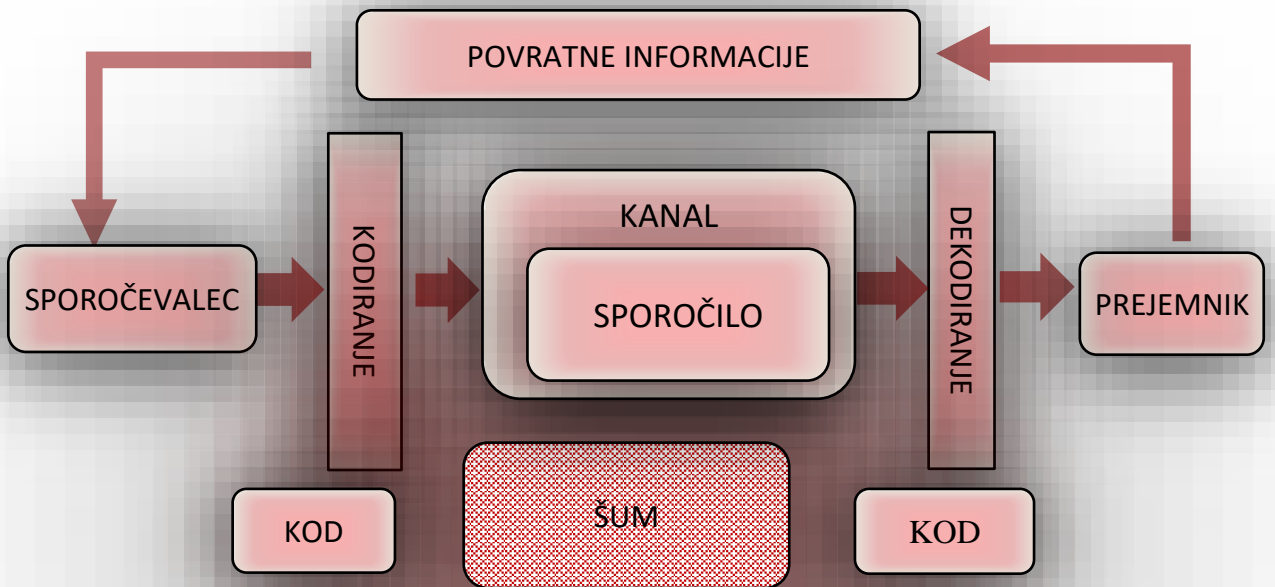 POVRATNE INFORMACIJE
SPOROČEVALEC
KODIRANJE
KANAL
SPOROČILO
DEKODIRANJE
PREJEMNIK
KOD
ŠUM
KOD